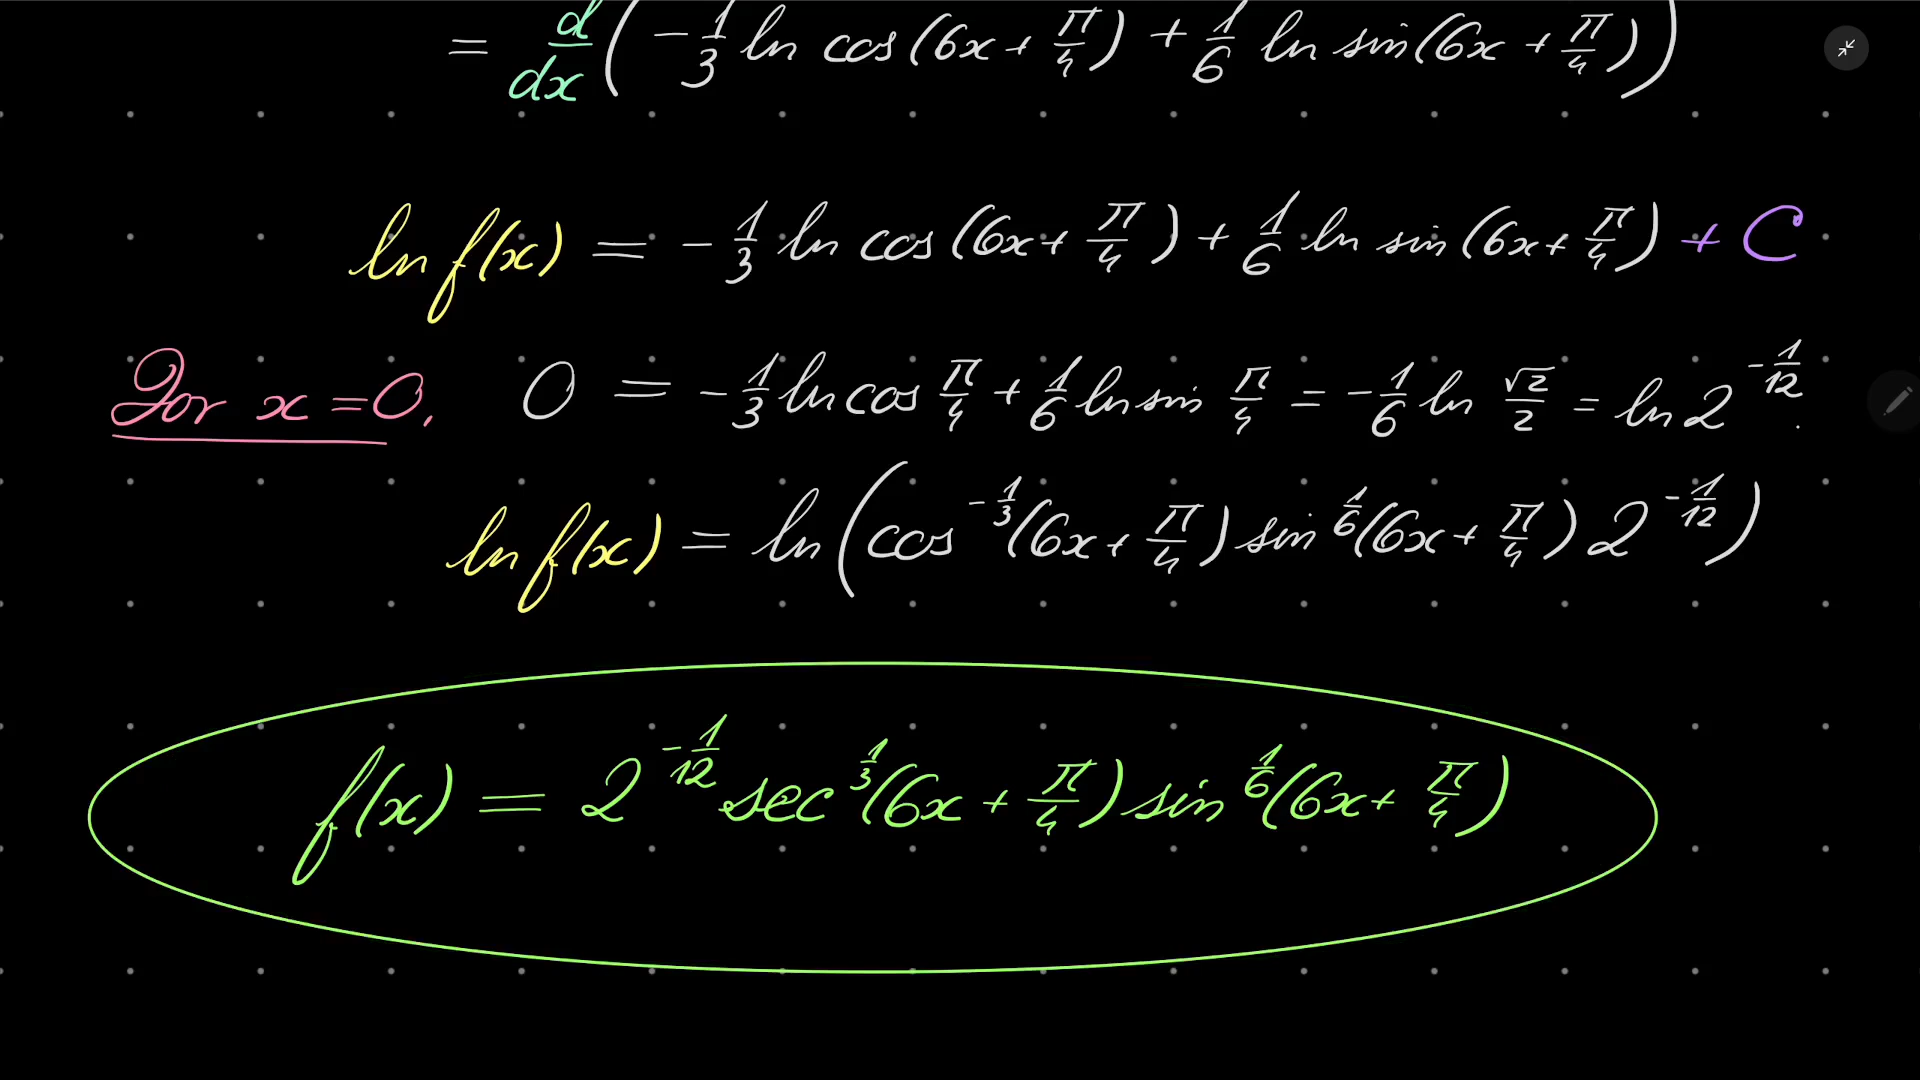 = d/dx ( - 1/3 ln cos(6x + π/4) + 1/6 ln sin(6x + π/4) )
ln f(x) = - 1/3 ln cos(6x + π/4) + 1/6 ln sin(6x + π/4) + C
For x = 0, 0 = - 1/3 ln cos π/4 + 1/6 ln sin π/4 = - 1/6 ln √2/2 = ln 2^(-1/12).
ln f(x) = ln ( cos^(-1/3)(6x + π/4) sin^(1/6)(6x + π/4) 2^(-1/12) )
f(x) = 2^(-1/12) sec^(1/3)(6x + π/4) sin^(1/6)(6x + π/4)